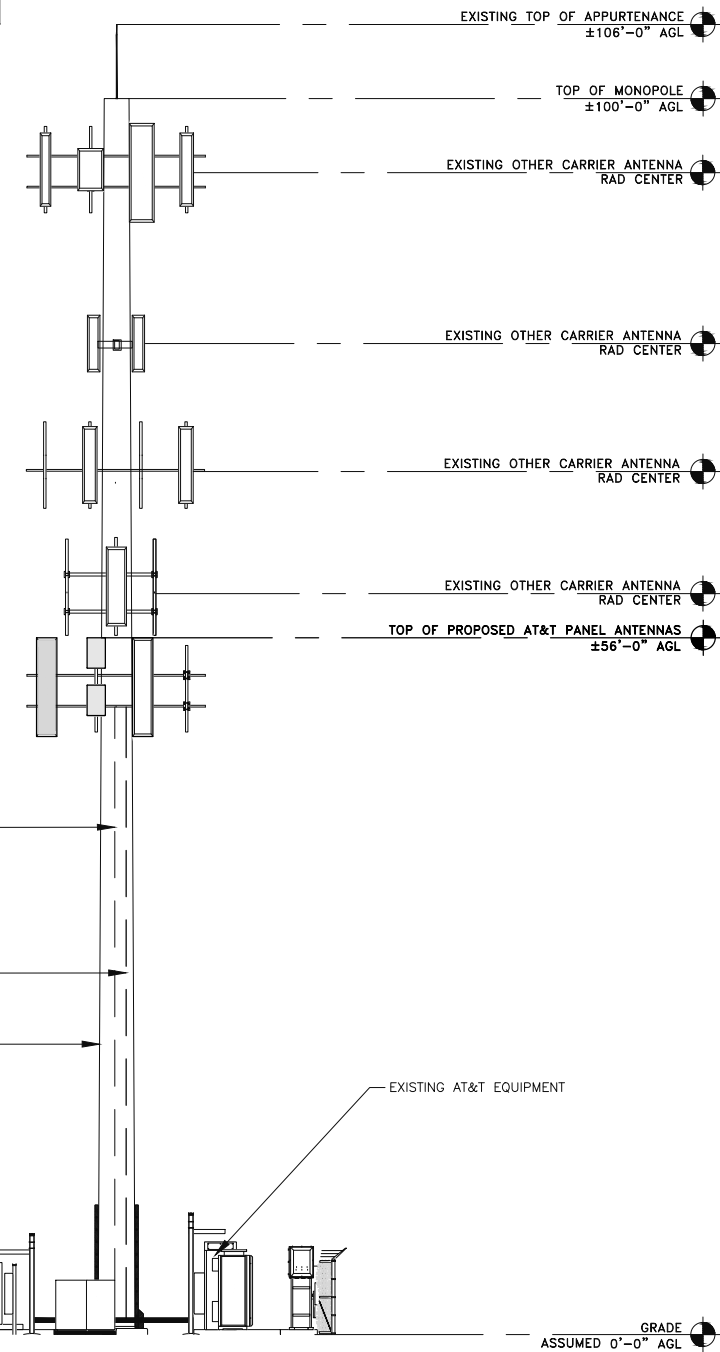 EXISTING TOP OF APPURTENANCE
±106'-0" AGL
TOP OF MONOPOLE
±100'-0" AGL
EXISTING OTHER CARRIER ANTENNA
RAD CENTER
EXISTING OTHER CARRIER ANTENNA
RAD CENTER
EXISTING OTHER CARRIER ANTENNA
RAD CENTER
EXISTING OTHER CARRIER ANTENNA
RAD CENTER
TOP OF PROPOSED AT&T PANEL ANTENNAS
±56'-0" AGL
EXISTING AT&T EQUIPMENT
GRADE
ASSUMED 0'-0" AGL